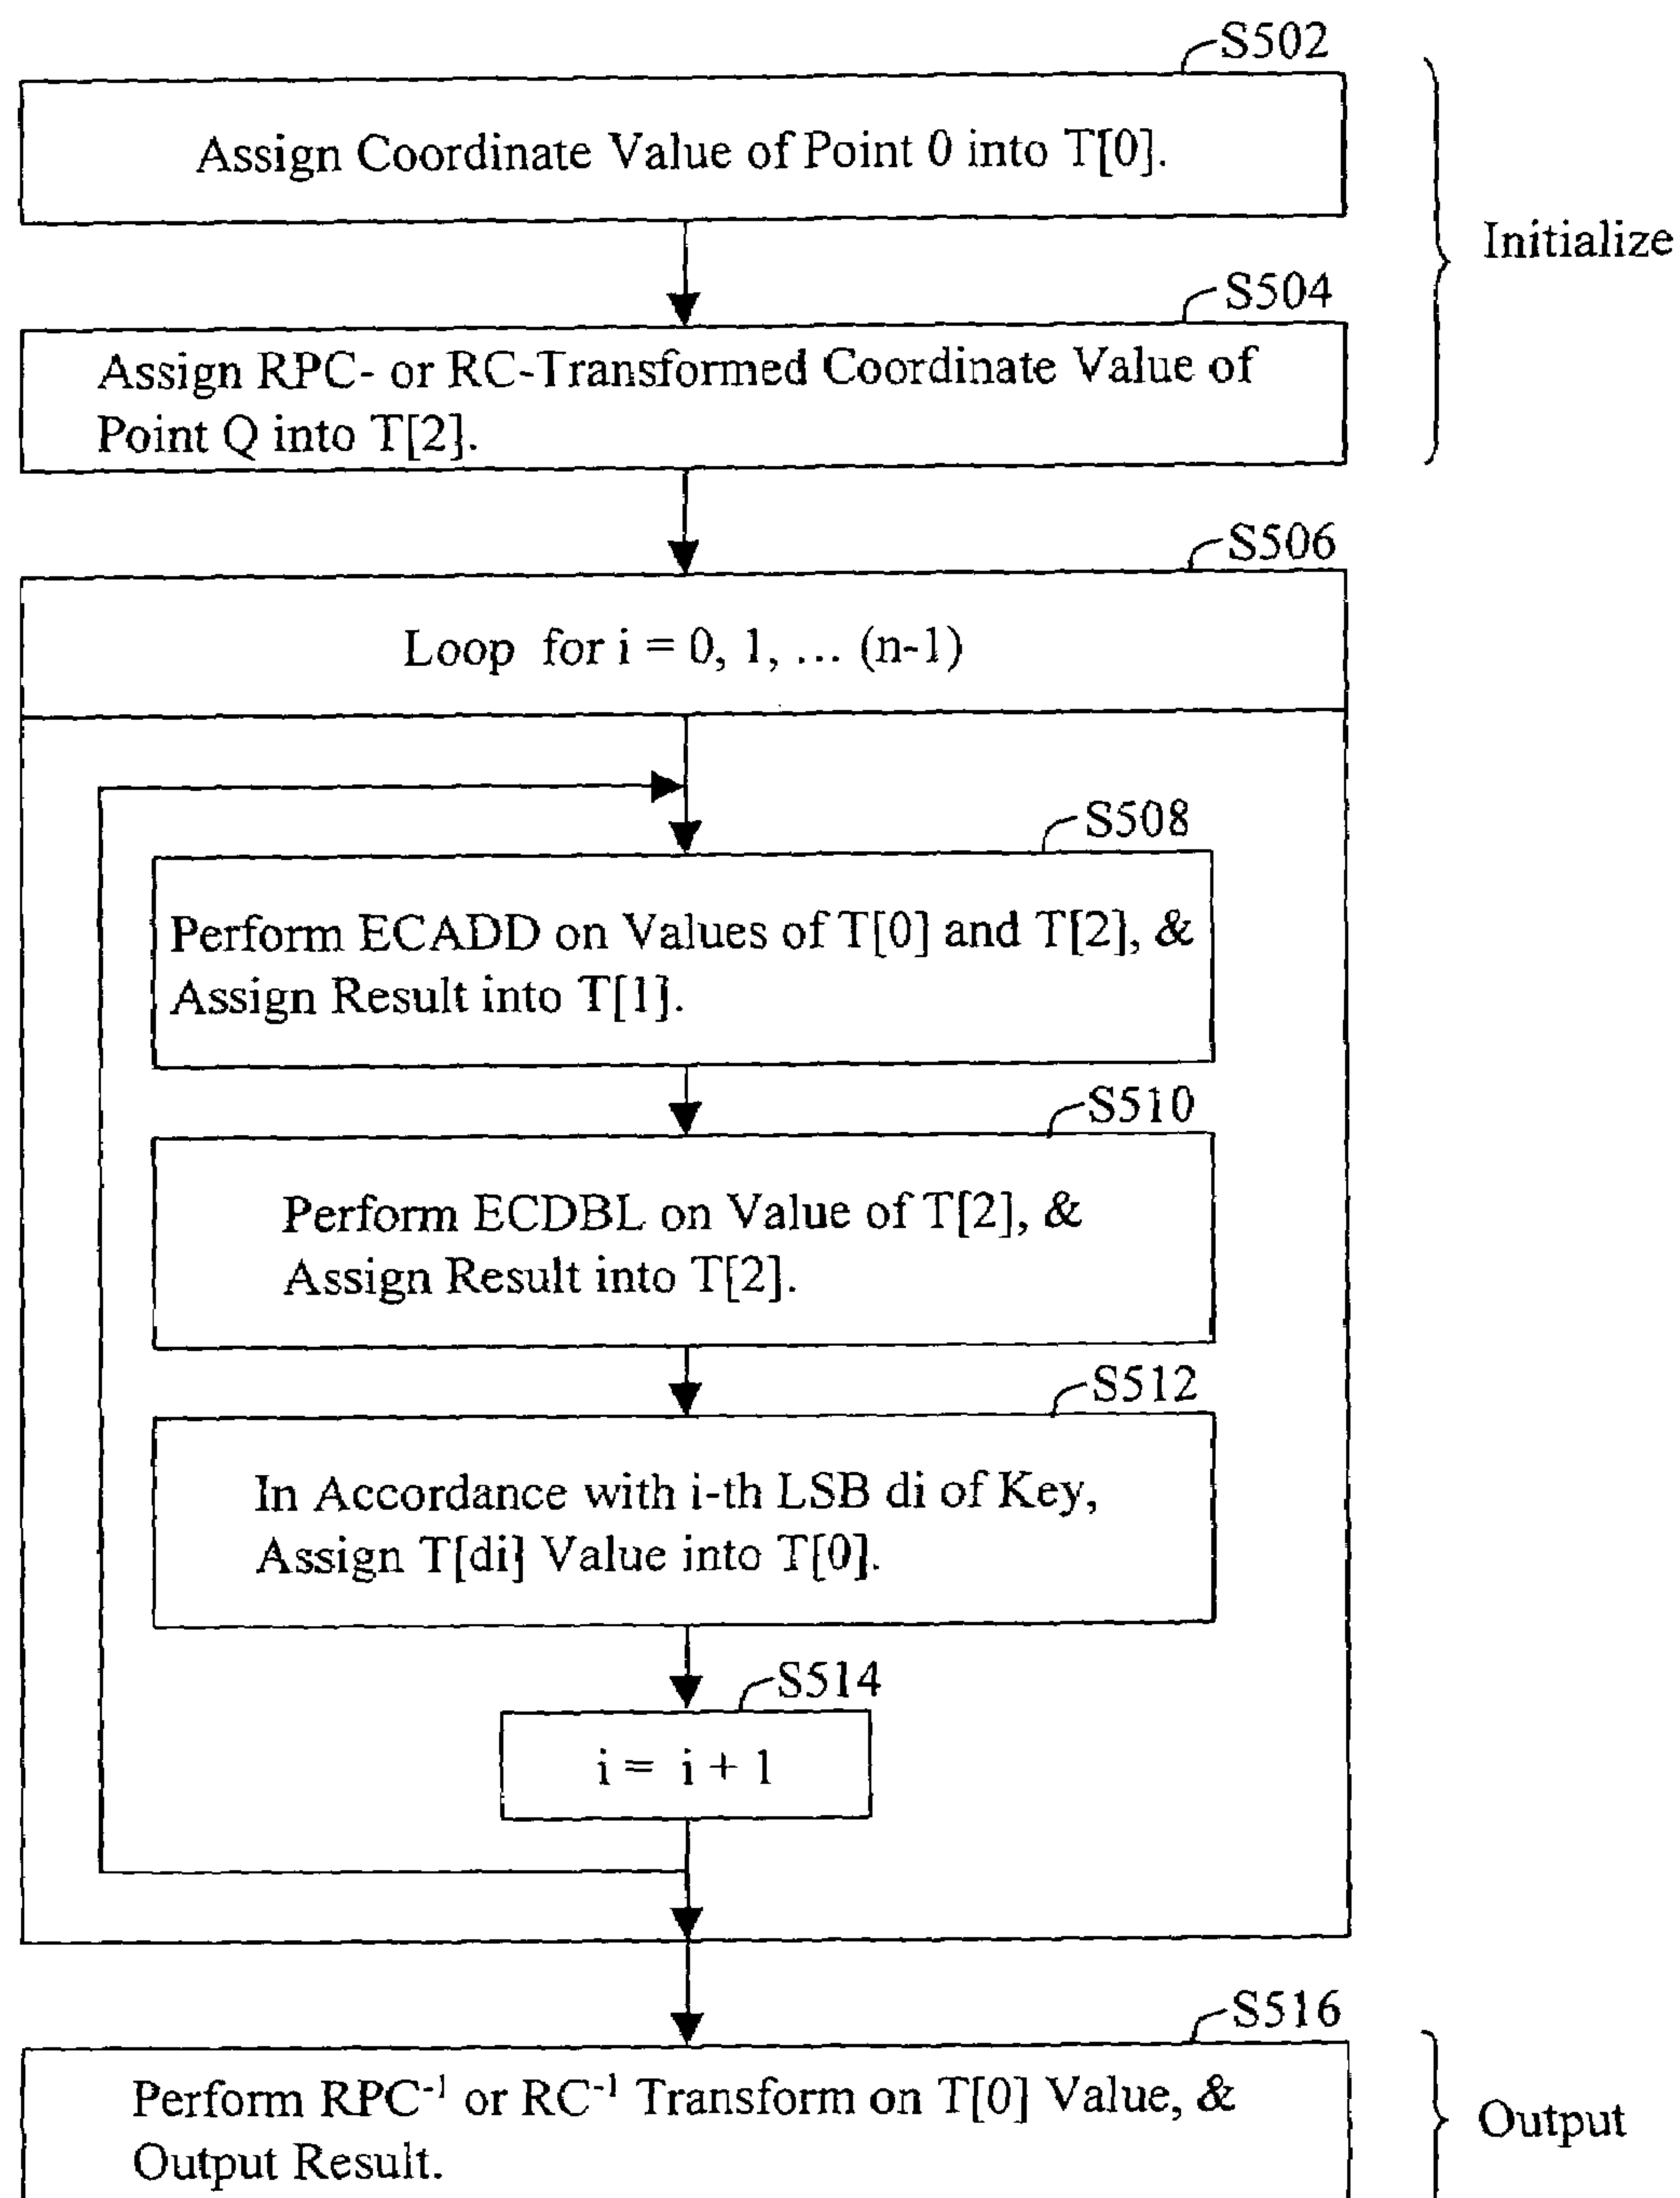 S502
Assign Coordinate Value of Point 0 into T[0].
Initialize
S504
Assign RPC- or RC-Transformed Coordinate Value of
Point Q into T[2].
S506
Loop for i = 0, 1, ... (n-1)
S508
Perform ECADD on Values of T[0] and T[2], &
Assign Result into T[1].
S510
Perform ECDBL on Value of T[2], &
Assign Result into T[2].
S512
In Accordance with i-th LSB di of Key,
Assign T[di] Value into T[0].
S514
i = i + 1
S516
Perform RPC⁻¹ or RC⁻¹ Transform on T[0] Value, &
Output Result.
Output